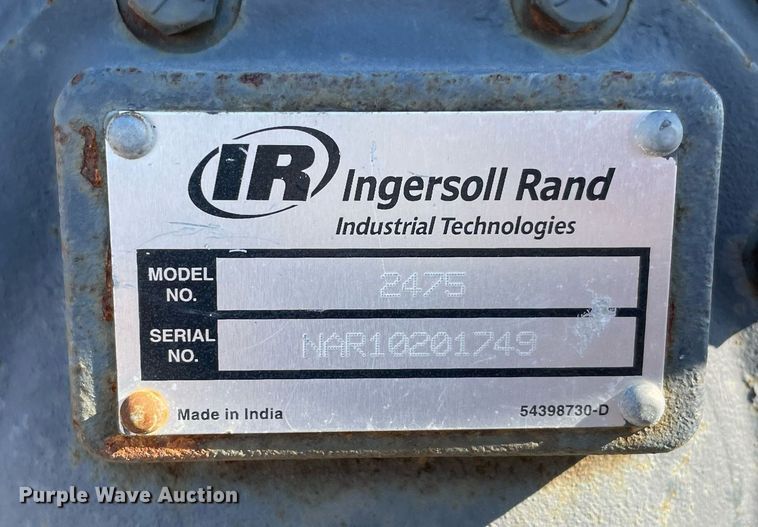 IR Ingersoll Rand
Industrial Technologies
MODEL NO. 2475
SERIAL NO. NAR10201749
Made in India 54398730-D
Purple Wave Auction